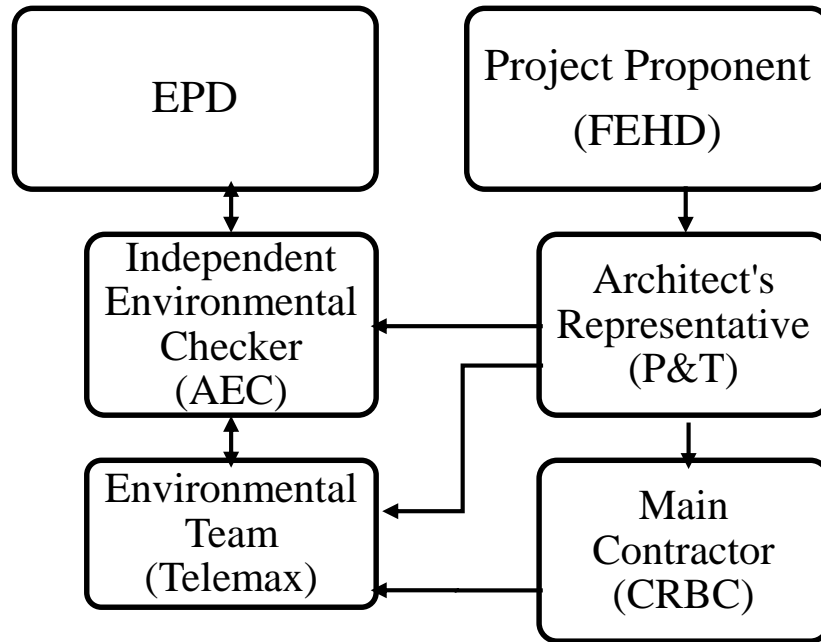 EPD
Project Proponent
(FEHD)
Independent
Environmental
Checker
(AEC)
Architect's
Representative
(P&T)
Environmental
Team
(Telemax)
Main
Contractor
(CRBC)